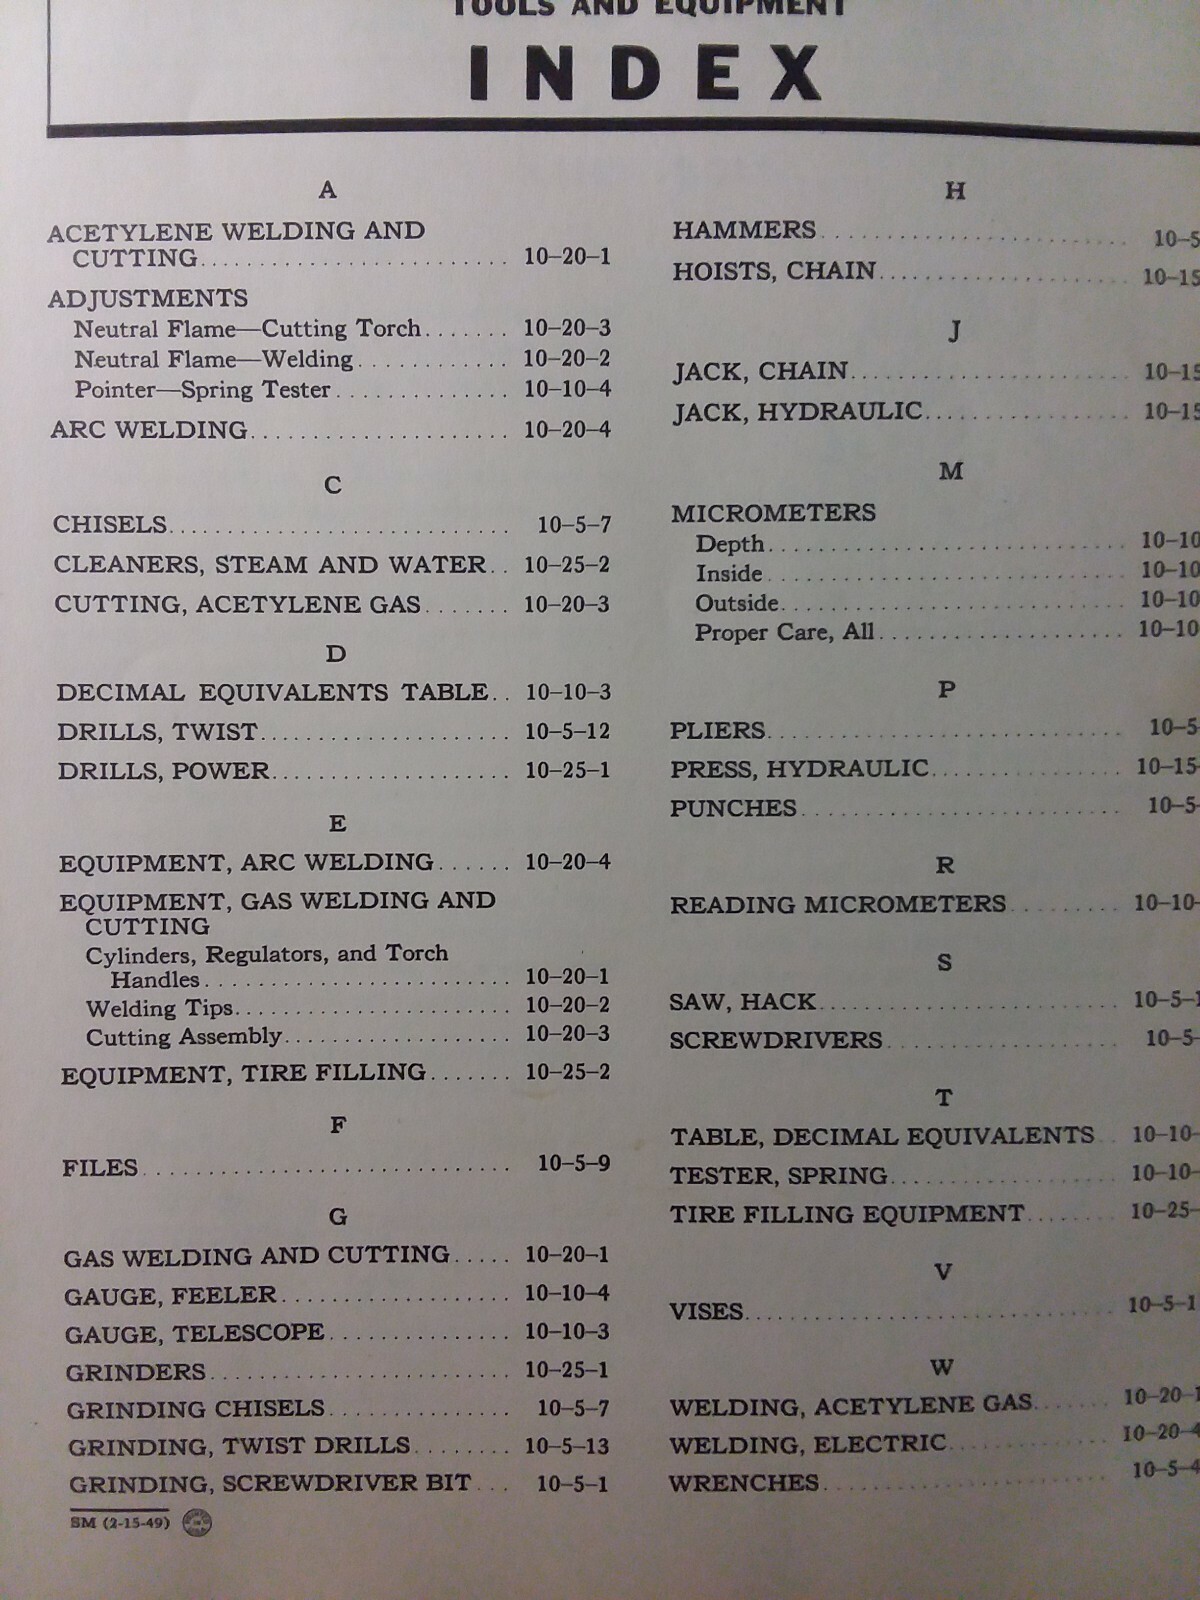 TOOLS AND EQUIPMENT
INDEX
A
ACETYLENE WELDING AND
CUTTING.......................... 10-20-1
ADJUSTMENTS
Neutral Flame—Cutting Torch....... 10-20-3
Neutral Flame—Welding............. 10-20-2
Pointer—Spring Tester............... 10-10-4
ARC WELDING...................... 10-20-4
C
CHISELS............................. 10-5-7
CLEANERS, STEAM AND WATER.. 10-25-2
CUTTING, ACETYLENE GAS....... 10-20-3
D
DECIMAL EQUIVALENTS TABLE.. 10-10-3
DRILLS, TWIST..................... 10-5-12
DRILLS, POWER.................... 10-25-1
E
EQUIPMENT, ARC WELDING...... 10-20-4
EQUIPMENT, GAS WELDING AND
CUTTING
Cylinders, Regulators, and Torch
Handles.......................... 10-20-1
Welding Tips........................ 10-20-2
Cutting Assembly.................... 10-20-3
EQUIPMENT, TIRE FILLING....... 10-25-2
F
FILES............................... 10-5-9
G
GAS WELDING AND CUTTING..... 10-20-1
GAUGE, FEELER.................... 10-10-4
GAUGE, TELESCOPE................ 10-10-3
GRINDERS.......................... 10-25-1
GRINDING CHISELS................ 10-5-7
GRINDING, TWIST DRILLS........ 10-5-13
GRINDING, SCREWDRIVER BIT... 10-5-1
SM (2-15-49)
H
HAMMERS.......................... 10-5
HOISTS, CHAIN..................... 10-15
J
JACK, CHAIN........................ 10-15
JACK, HYDRAULIC.................. 10-15
M
MICROMETERS
Depth.............................. 10-10
Inside.............................. 10-10
Outside............................. 10-10
Proper Care, All..................... 10-10
P
PLIERS.............................. 10-5-
PRESS, HYDRAULIC................ 10-15-
PUNCHES........................... 10-5-
R
READING MICROMETERS......... 10-10-
S
SAW, HACK......................... 10-5-1
SCREWDRIVERS.................... 10-5-
T
TABLE, DECIMAL EQUIVALENTS.. 10-10-
TESTER, SPRING................... 10-10-
TIRE FILLING EQUIPMENT........ 10-25-
V
VISES............................... 10-5-1
W
WELDING, ACETYLENE GAS....... 10-20-1
WELDING, ELECTRIC.............. 10-20-4
WRENCHES......................... 10-5-4